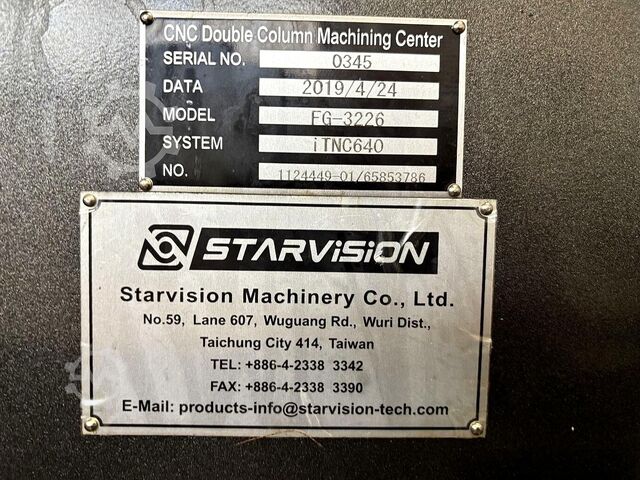 CNC Double Column Machining Center
SERIAL NO. 0345
DATA 2019/4/24
MODEL FG-3226
SYSTEM iTNC640
NO. 1124449-01/65853786
STARViSiON
Starvision Machinery Co., Ltd.
No.59, Lane 607, Wuguang Rd., Wuri Dist.,
Taichung City 414, Taiwan
TEL: +886-4-2338 3342
FAX: +886-4-2338 3390
E-Mail: products-info@starvision-tech.com